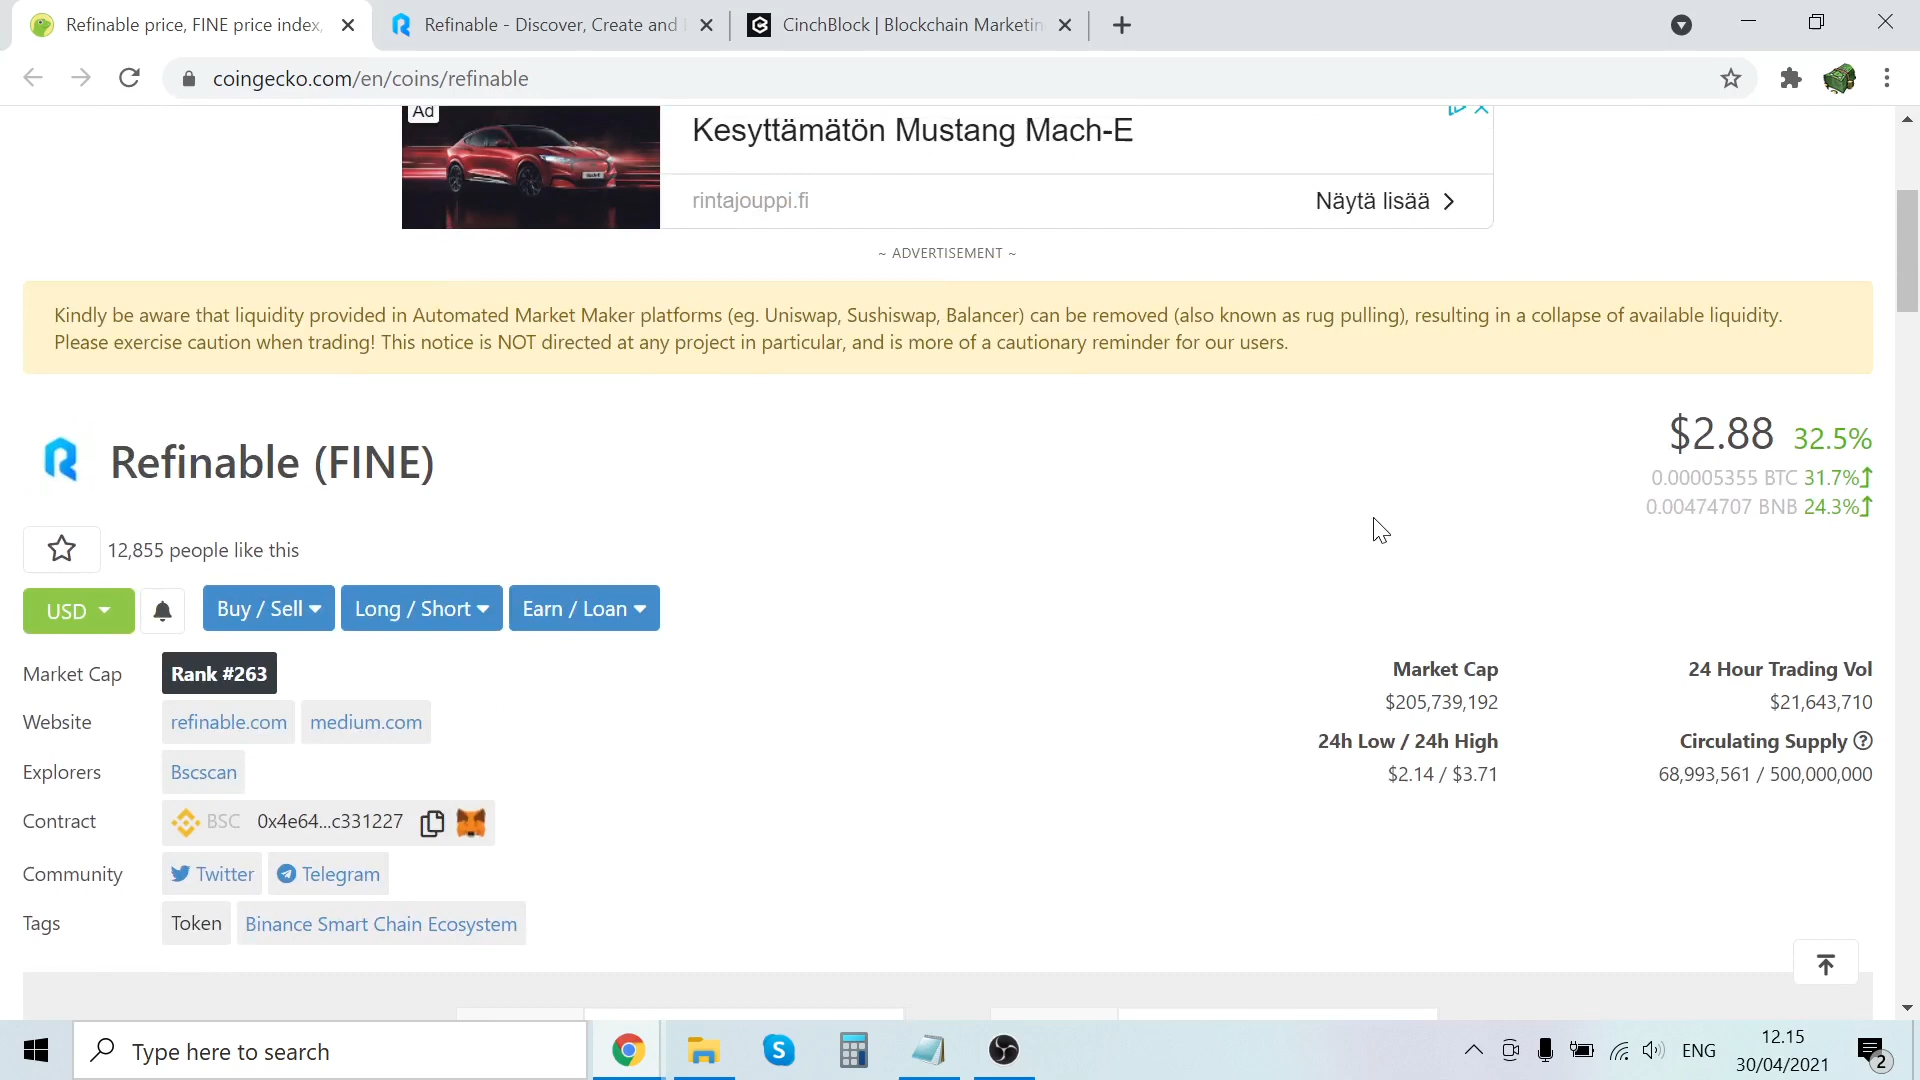 Refinable price, FINE price index,
Refinable - Discover, Create and
CinchBlock | Blockchain Marketin
coingecko.com/en/coins/refinable
Ad
Kesyttämätön Mustang Mach-E
rintajouppi.fi
Näytä lisää
~ ADVERTISEMENT ~
Kindly be aware that liquidity provided in Automated Market Maker platforms (eg. Uniswap, Sushiswap, Balancer) can be removed (also known as rug pulling), resulting in a collapse of available liquidity.
Please exercise caution when trading! This notice is NOT directed at any project in particular, and is more of a cautionary reminder for our users.
Refinable (FINE)
$2.88 32.5%
0.00005355 BTC 31.7%
0.00474707 BNB 24.3%
12,855 people like this
USD
Buy / Sell
Long / Short
Earn / Loan
Market Cap Rank #263
Website refinable.com medium.com
Explorers Bscscan
Contract BSC 0x4e64...c331227
Community Twitter Telegram
Tags Token Binance Smart Chain Ecosystem
Market Cap
$205,739,192
24 Hour Trading Vol
$21,643,710
24h Low / 24h High
$2.14 / $3.71
Circulating Supply ?
68,993,561 / 500,000,000
Type here to search
S
ENG
12.15
30/04/2021
2